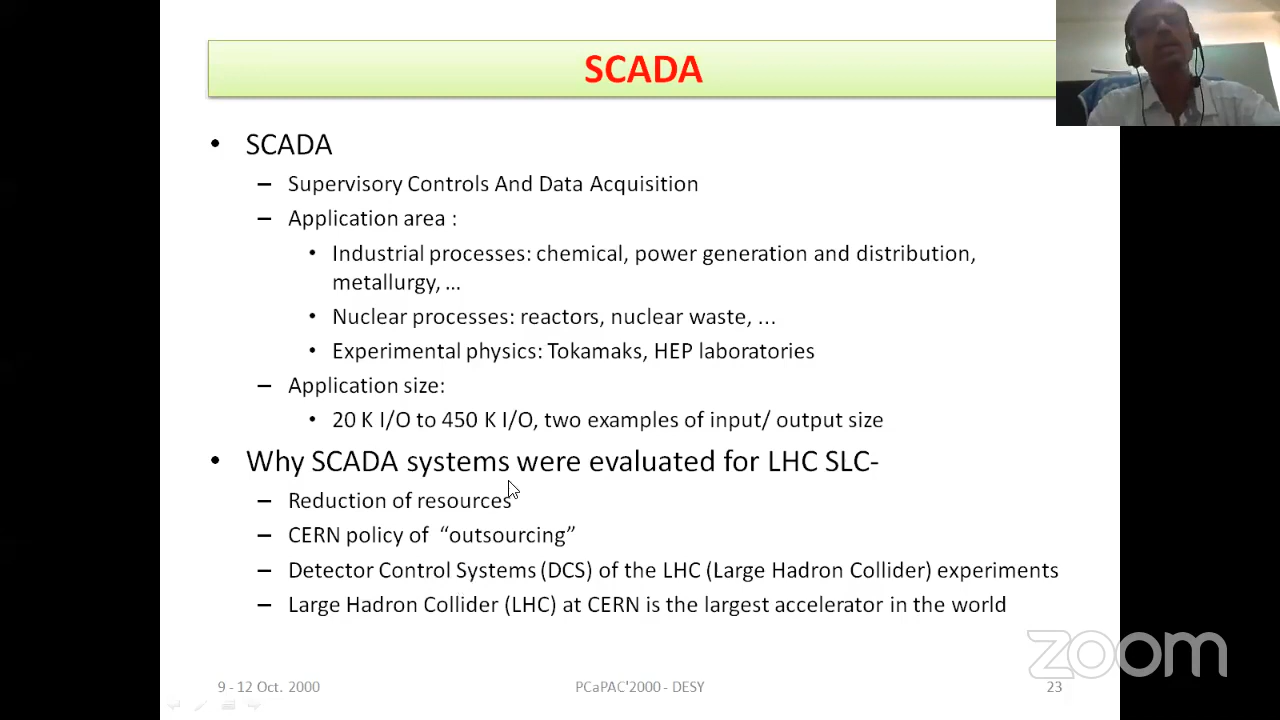 SCADA
• SCADA
– Supervisory Controls And Data Acquisition
– Application area :
• Industrial processes: chemical, power generation and distribution,
metallurgy, ...
• Nuclear processes: reactors, nuclear waste, ...
• Experimental physics: Tokamaks, HEP laboratories
– Application size:
• 20 K I/O to 450 K I/O, two examples of input/ output size
• Why SCADA systems were evaluated for LHC SLC-
– Reduction of resources
– CERN policy of “outsourcing”
– Detector Control Systems (DCS) of the LHC (Large Hadron Collider) experiments
– Large Hadron Collider (LHC) at CERN is the largest accelerator in the world
zoom
9 - 12 Oct. 2000 PCaPAC'2000 - DESY 23